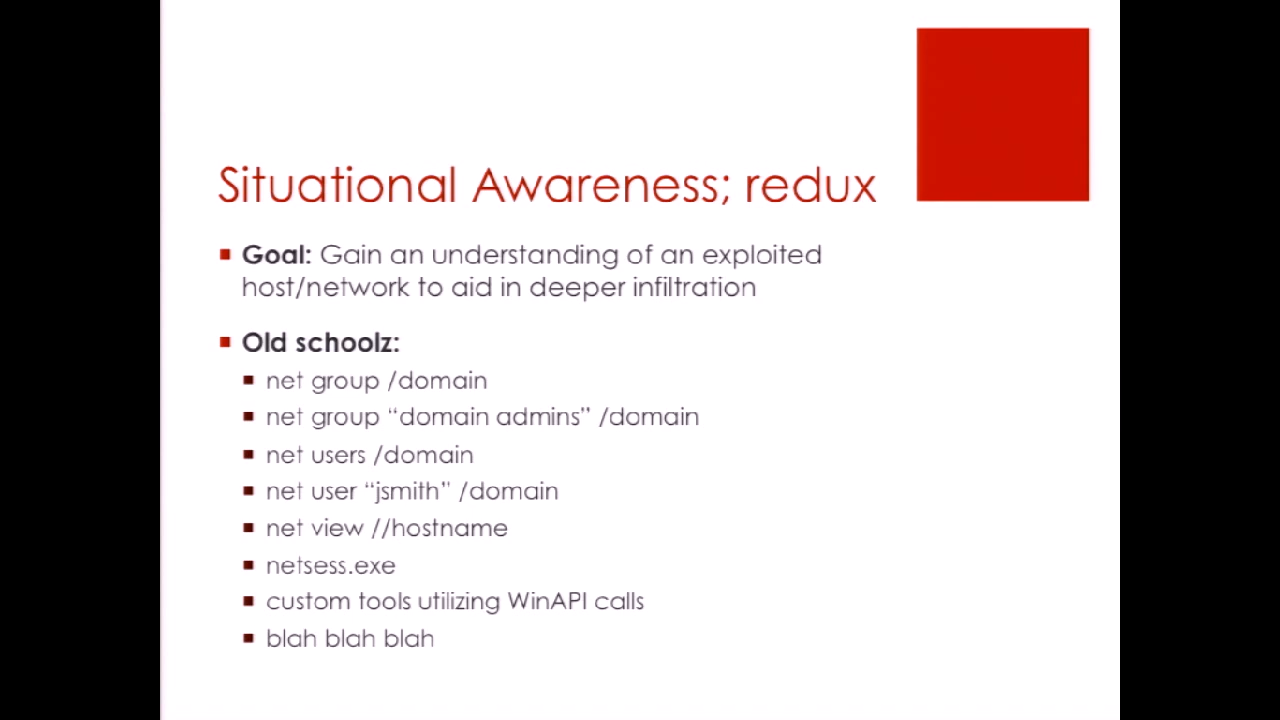 Situational Awareness; redux
Goal: Gain an understanding of an exploited
host/network to aid in deeper infiltration
Old schoolz:
net group /domain
net group “domain admins” /domain
net users /domain
net user “jsmith” /domain
net view //hostname
netsess.exe
custom tools utilizing WinAPI calls
blah blah blah